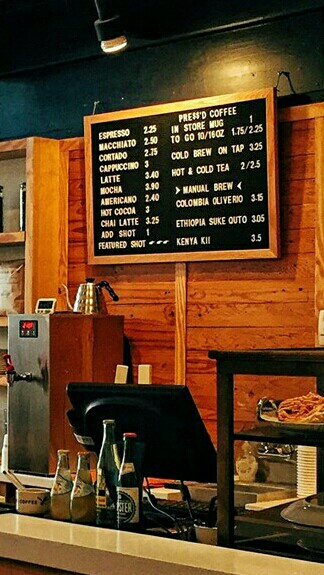 ESPRESSO 2.25
MACCHIATO 2.50
CORTADO 2.75
CAPPUCCINO 3
LATTE 3.40
MOCHA 3.90
AMERICANO 2.40
HOT COCOA 3
CHAI LATTE 3.25
ADD SHOT 1
FEATURED SHOT
PRESS'D COFFEE
IN STORE MUG 1
TO GO 10/16OZ 1.75/2.25
COLD BREW ON TAP 3.25
HOT & COLD TEA 2/2.5
> MANUAL BREW <
COLOMBIA OLIVERIO 3.15
ETHIOPIA SUKE QUTO 3.05
KENYA KII 3.5